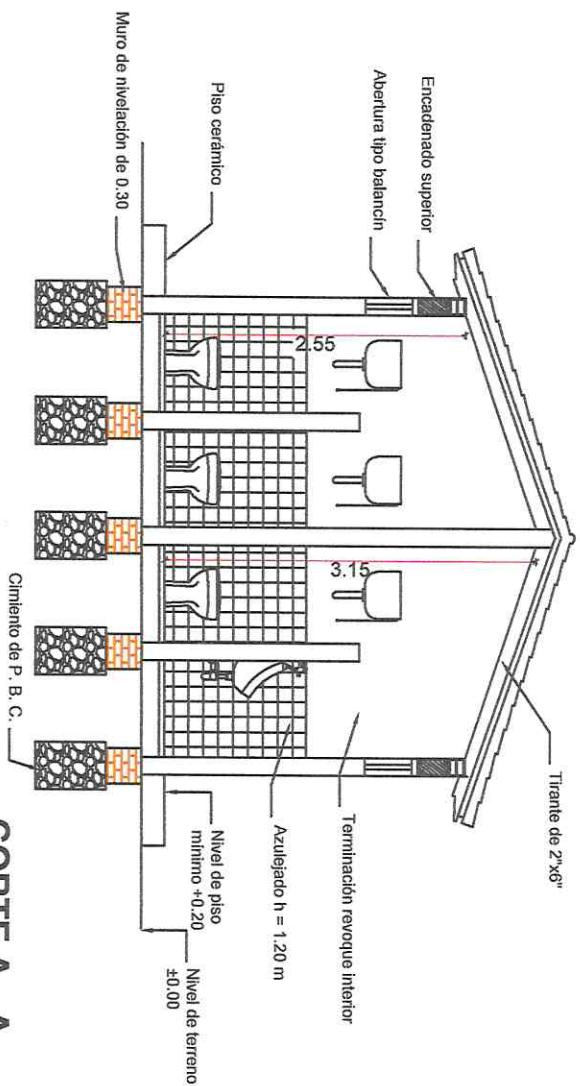 Encadenado superior
Abertura tipo balancín
Piso cerámico
Muro de nivelación de 0.30
Cimiento de P. B. C.
2.55
3.15
Tirante de 2"x6"
Terminación revoque interior
Azulejado h = 1.20 m
Nivel de piso
mínimo +0.20
Nivel de terreno
±0.00
CORTE A - A